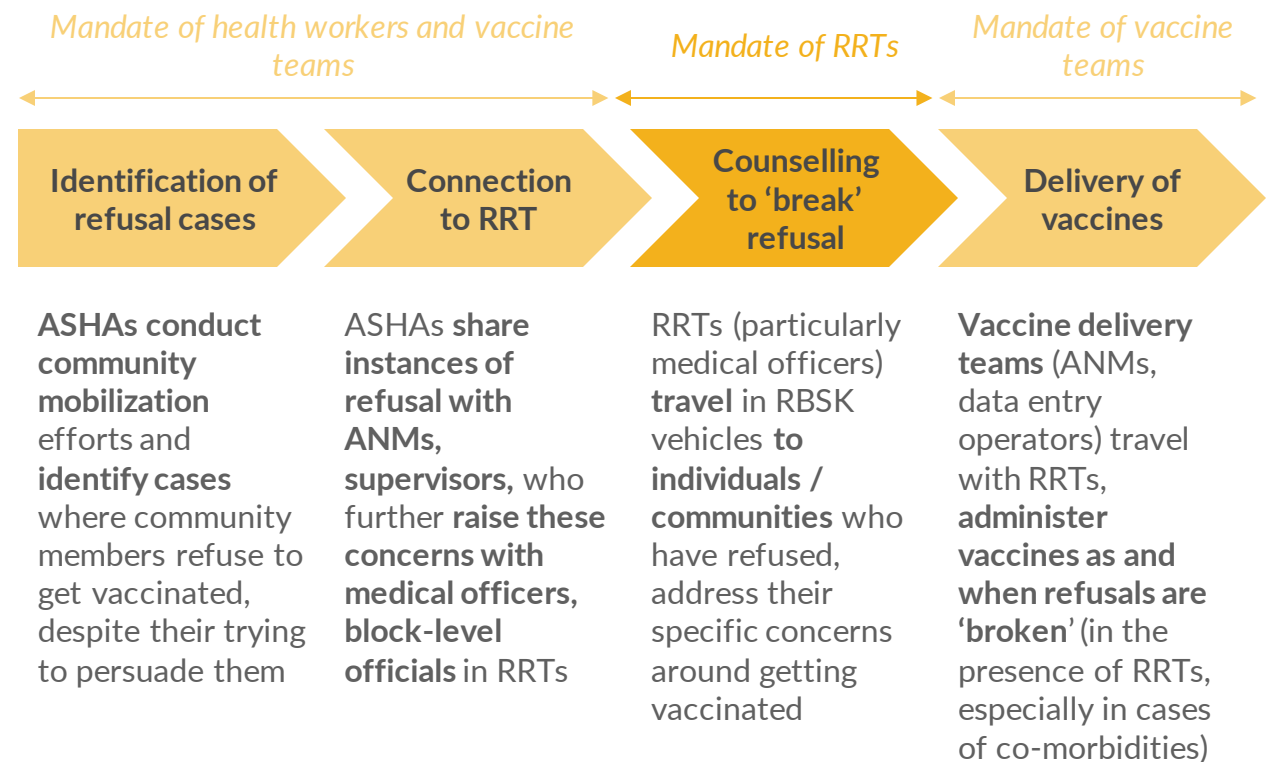 Mandate of health workers and vaccine
teams
Mandate of RRTs
Mandate of vaccine
teams
Identification of
refusal cases
Connection
to RRT
Counselling
to ‘break’
refusal
Delivery of
vaccines
ASHAs conduct
community
mobilization
efforts and
identify cases
where community
members refuse to
get vaccinated,
despite their trying
to persuade them
ASHAs share
instances of
refusal with
ANMs,
supervisors, who
further raise these
concerns with
medical officers,
block-level
officials in RRTs
RRTs (particularly
medical officers)
travel in RBSK
vehicles to
individuals /
communities who
have refused,
address their
specific concerns
around getting
vaccinated
Vaccine delivery
teams (ANMs,
data entry
operators) travel
with RRTs,
administer
vaccines as and
when refusals are
‘broken’ (in the
presence of RRTs,
especially in cases
of co-morbidities)